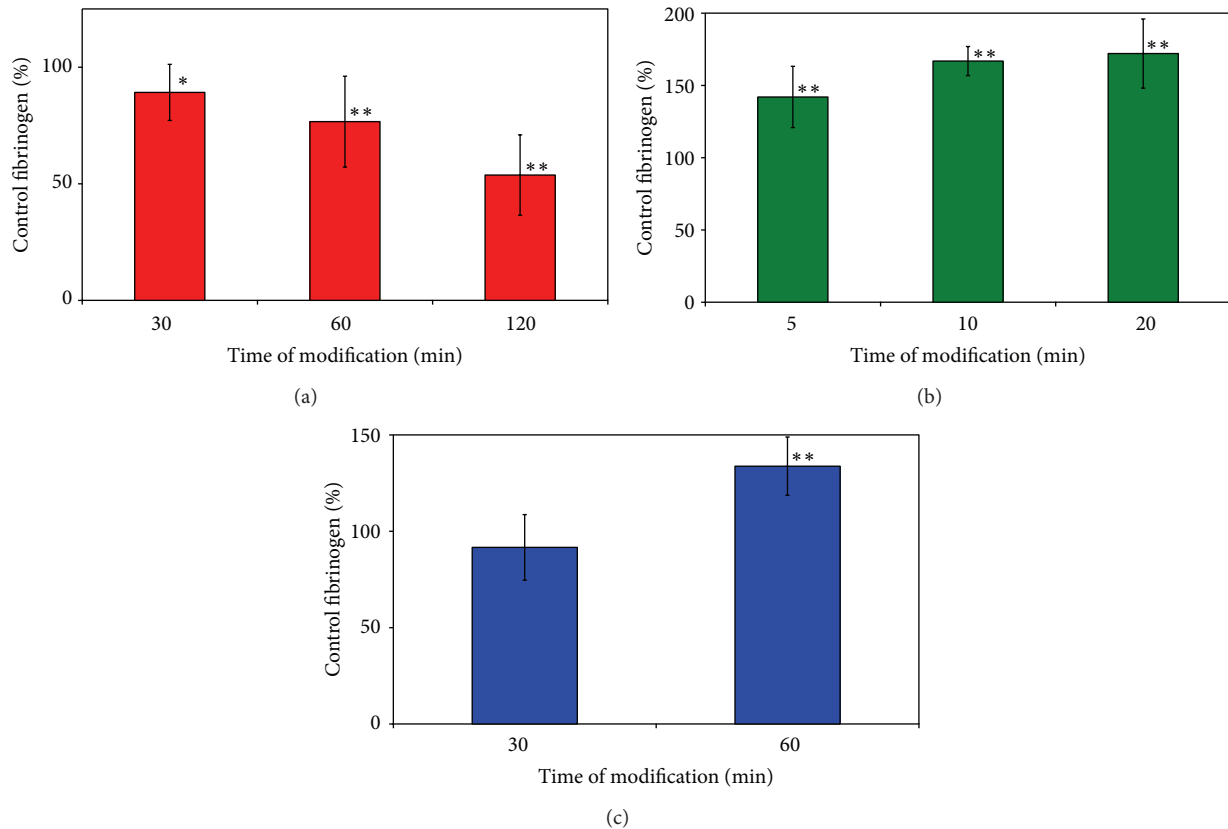 Control fibrinogen (%)
100
50
0
*
**
**
30 60 120
Time of modification (min)
(a)
Control fibrinogen (%)
200
150
100
50
0
**
**
**
5 10 20
Time of modification (min)
(b)
Control fibrinogen (%)
150
100
50
0
**
30 60
Time of modification (min)
(c)